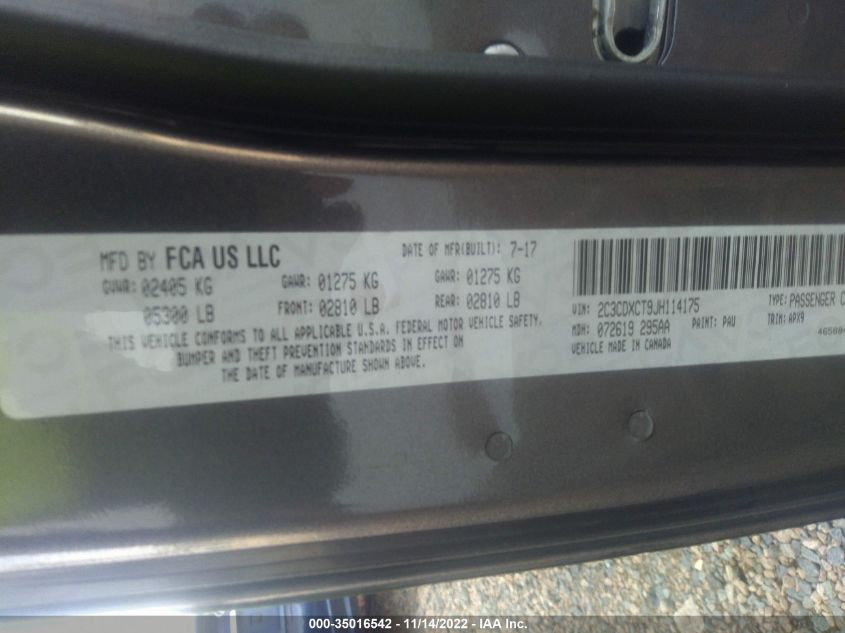 MFD BY FCA US LLC
DATE OF MFR(BUILT): 7-17
GVWR: 02405 KG
GAWR: 01275 KG
GAWR: 01275 KG
05300 LB
FRONT: 02810 LB
REAR: 02810 LB
THIS VEHICLE CONFORMS TO ALL APPLICABLE U.S.A. FEDERAL MOTOR VEHICLE SAFETY,
BUMPER AND THEFT PREVENTION STANDARDS IN EFFECT ON
THE DATE OF MANUFACTURE SHOWN ABOVE.
VIN: 2C3CDXCT9JH114175
TYPE: PASSENGER C
MDH: 072619 295AA
PAINT: PAU
TRIM: APX9
VEHICLE MADE IN CANADA
000-35016542 - 11/14/2022 - IAA Inc.